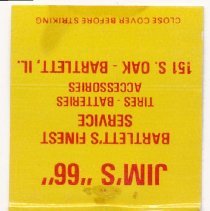 JIM'S "66"
BARTLETT'S FINEST
SERVICE
TIRES - BATTERIES
ACCESSORIES
151 S. OAK - BARTLETT, IL.
CLOSE COVER BEFORE STRIKING